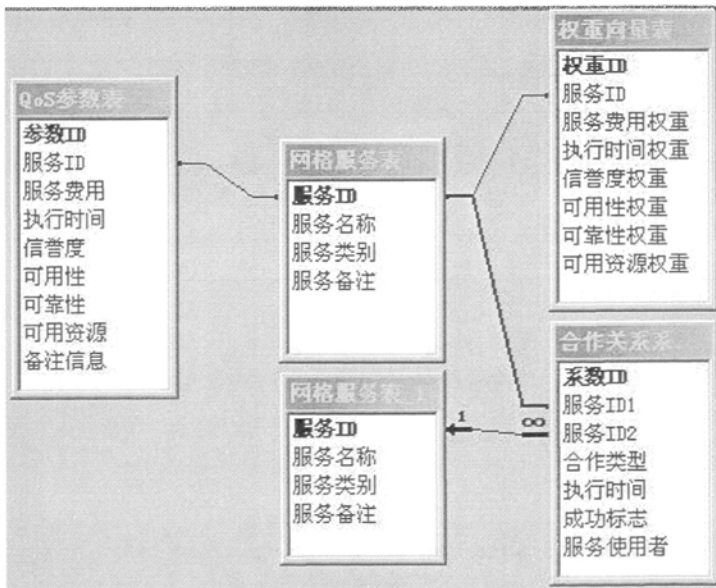 QoS参数表
参数ID
服务ID
服务费用
执行时间
信誉度
可用性
可靠性
可用资源
备注信息
网格服务表
服务ID
服务名称
服务类别
服务备注
网格服务表_1
服务ID
服务名称
服务类别
服务备注
1
∞
权重向量表
权重ID
服务ID
服务费用权重
执行时间权重
信誉度权重
可用性权重
可靠性权重
可用资源权重
合作关系系
系数ID
服务ID1
服务ID2
合作类型
执行时间
成功标志
服务使用者